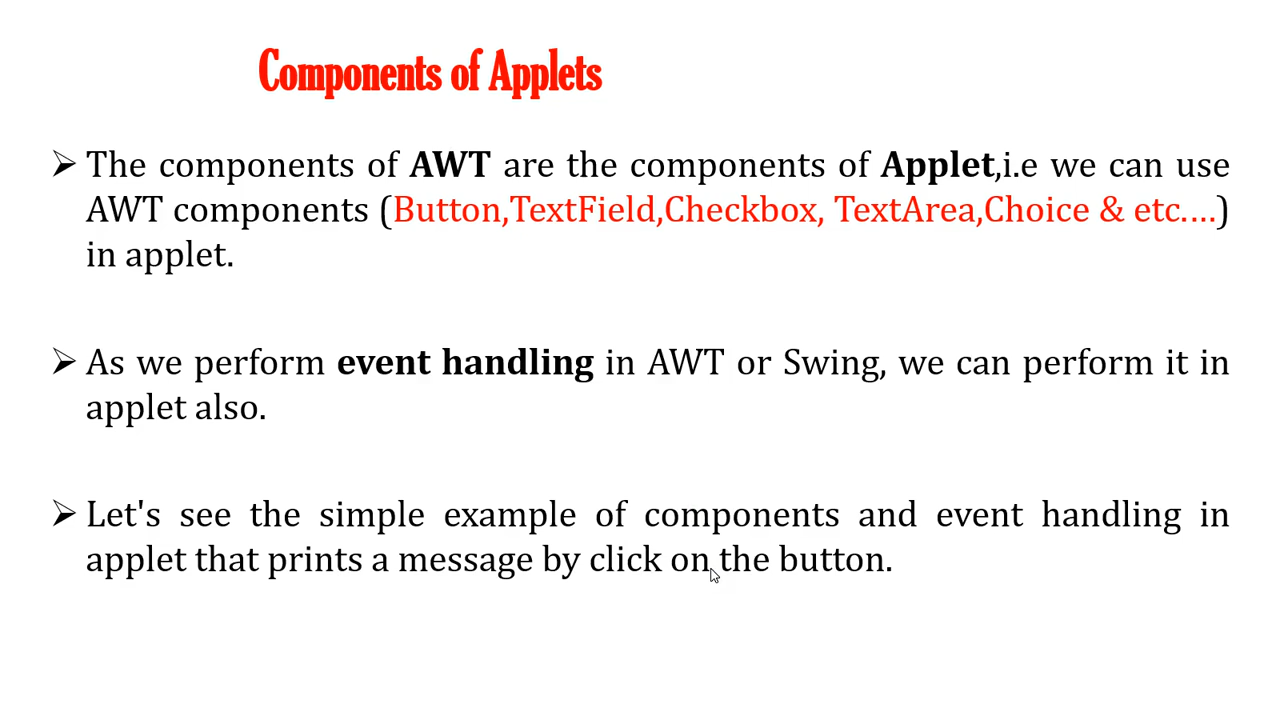 Components of Applets
➢ The components of AWT are the components of Applet,i.e we can use
AWT components (Button,TextField,Checkbox, TextArea,Choice & etc....)
in applet.
➢ As we perform event handling in AWT or Swing, we can perform it in
applet also.
➢ Let's see the simple example of components and event handling in
applet that prints a message by click on the button.